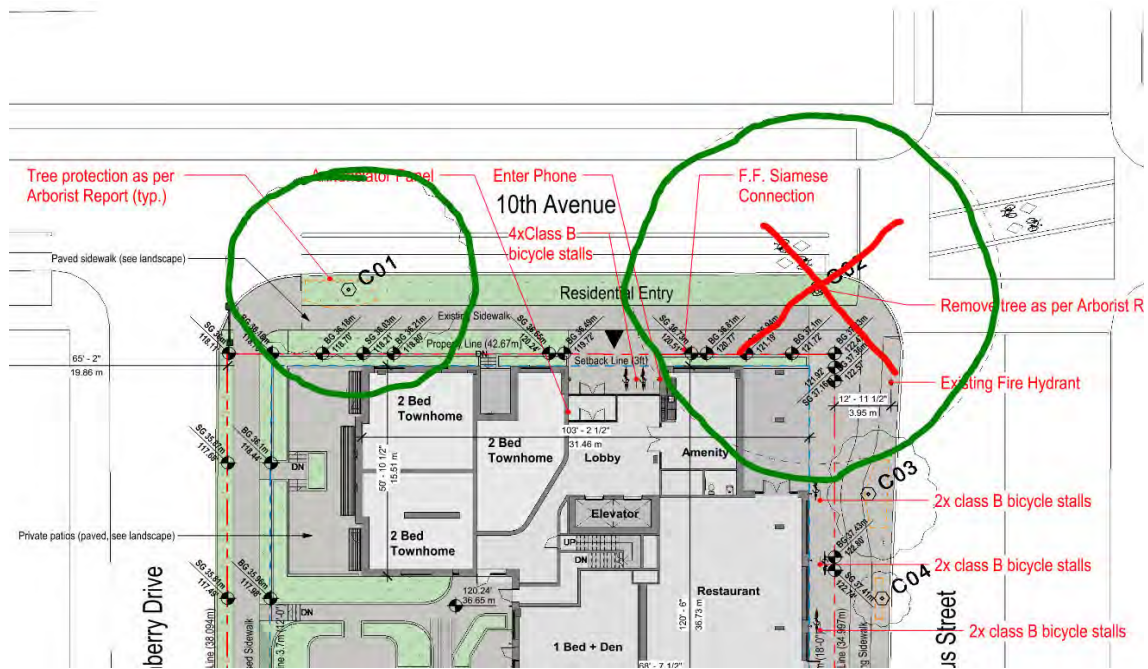 Tree protection as per
Arborist Report (typ.)
Annunciator Panel
Enter Phone
F.F. Siamese
Connection
10th Avenue
4xClass B
bicycle stalls
C01
C02
Paved sidewalk (see landscape)
Residential Entry
Remove tree as per Arborist R
Existing Sidewalk
Property Line (42.67m)
Setback Line (3ft)
DN
65' - 2"
19.86 m
Existing Fire Hydrant
12' - 11 1/2"
3.95 m
2 Bed
Townhome
103' - 2 1/2"
31.46 m
2 Bed
Townhome
Lobby
Amenity
50' - 10 1/2"
15.51 m
DN
C03
2x class B bicycle stalls
Elevator
Private patios (paved, see landscape)
2 Bed
Townhome
UP
DN
2x class B bicycle stalls
120.24'
36.65 m
Restaurant
C04
DN
120' - 6"
36.73 m
2x class B bicycle stalls
1 Bed + Den
68' - 7 1/2"
berry Drive
us Street